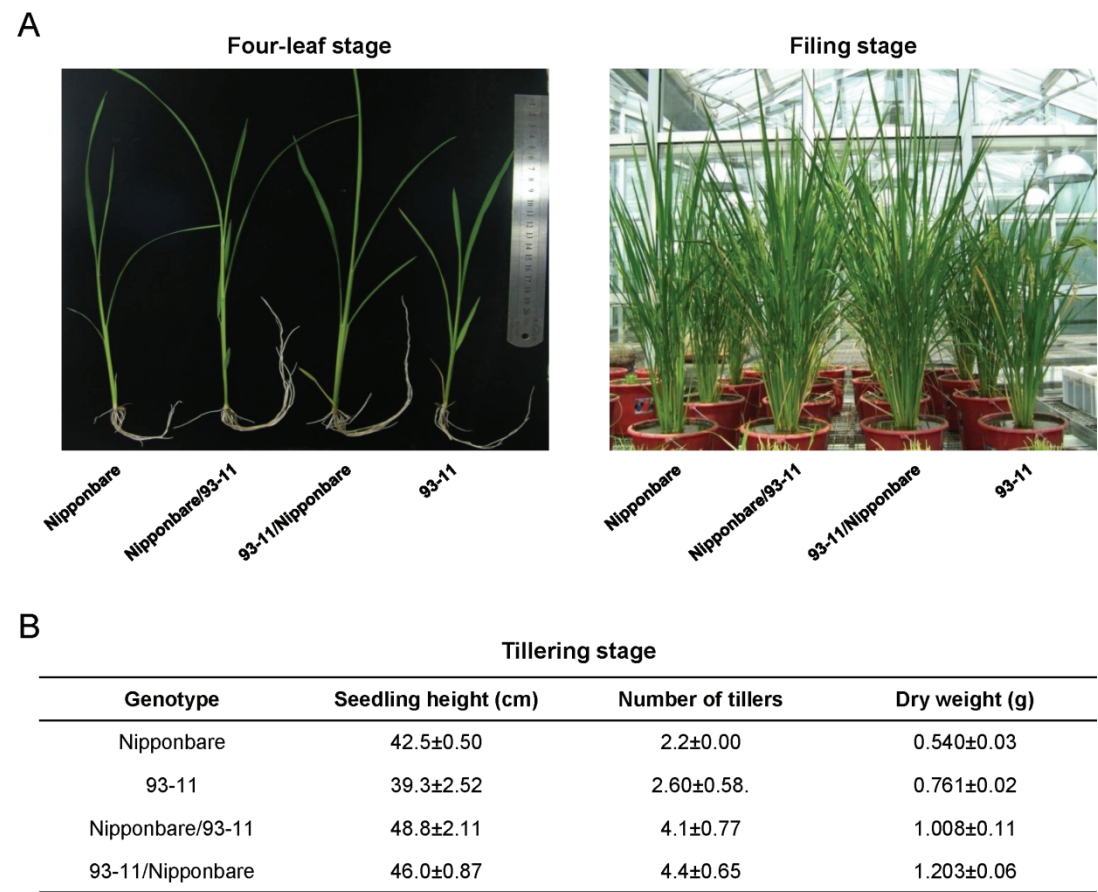 A
Four-leaf stage
Filing stage
Nipponbare
Nipponbare/93-11
93-11/Nipponbare
93-11
Nipponbare
Nipponbare/93-11
93-11/Nipponbare
93-11
B
Tillering stage
Genotype Seedling height (cm) Number of tillers Dry weight (g)
Nipponbare 42.5±0.50 2.2±0.00 0.540±0.03
93-11 39.3±2.52 2.60±0.58. 0.761±0.02
Nipponbare/93-11 48.8±2.11 4.1±0.77 1.008±0.11
93-11/Nipponbare 46.0±0.87 4.4±0.65 1.203±0.06